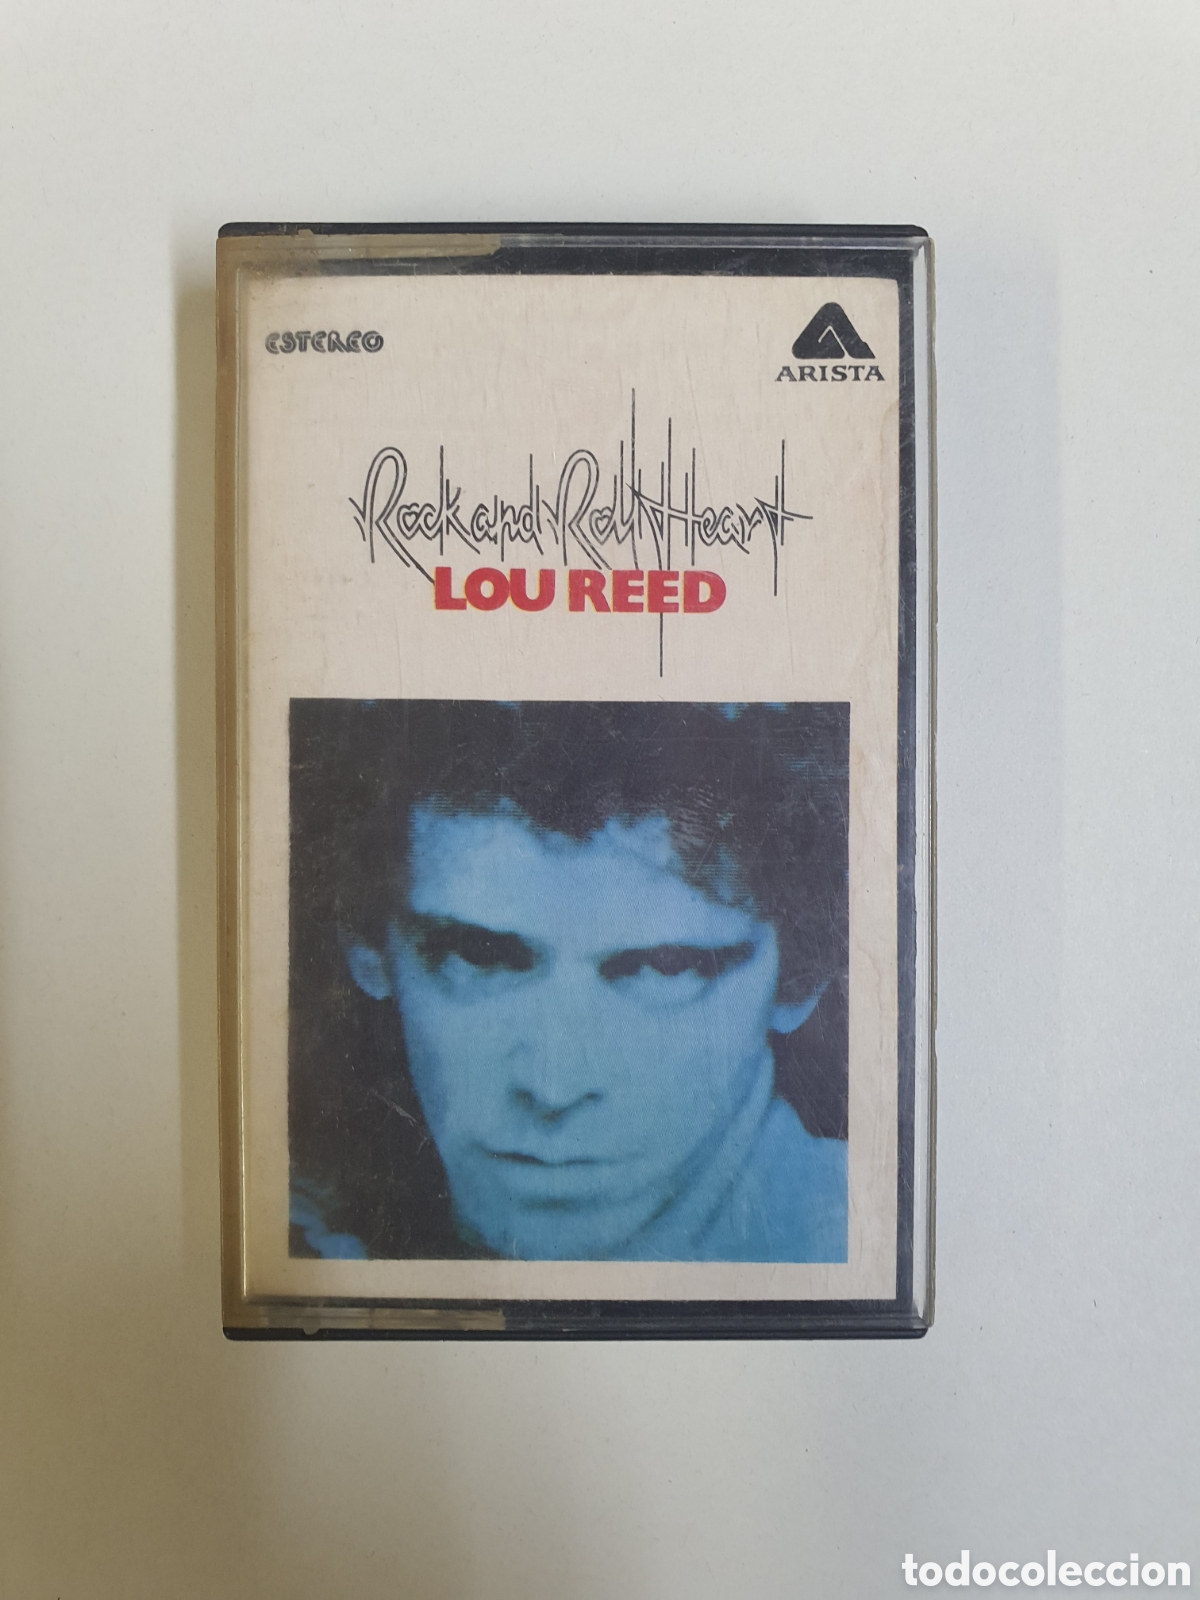 ESTEREO
ARISTA
Rock and Roll Heart
LOU REED
todocoleccion